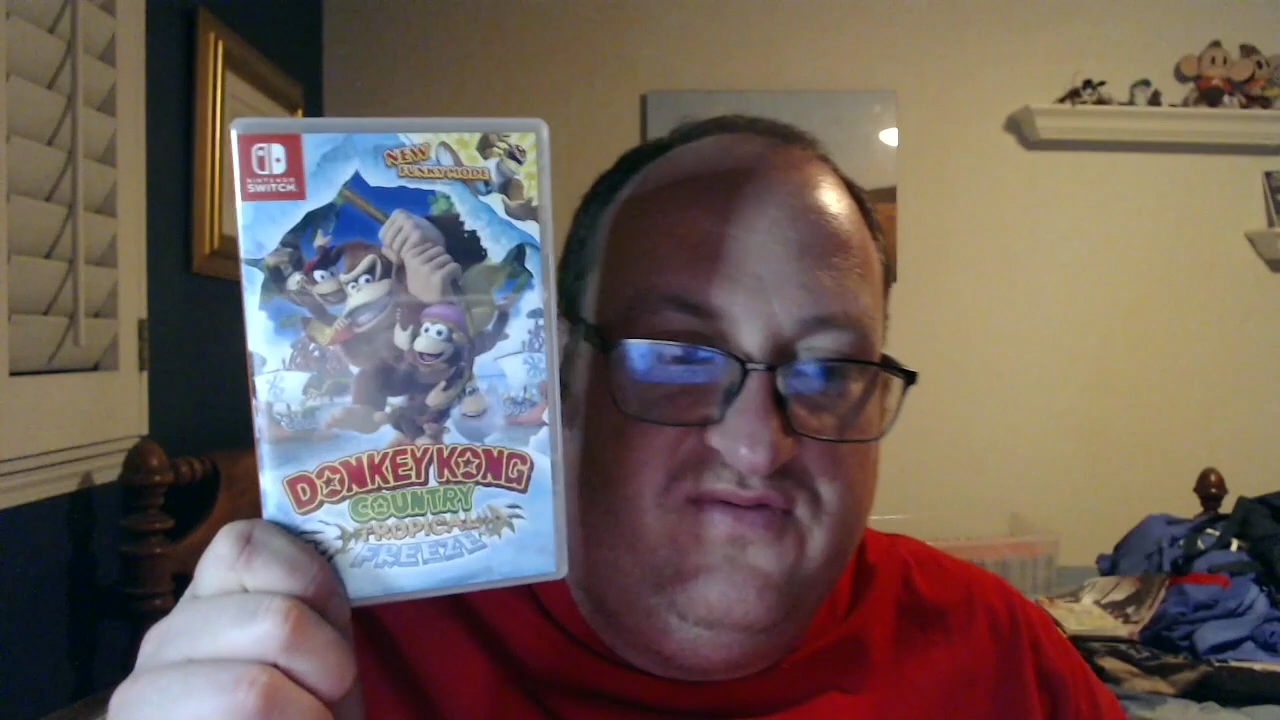 NINTENDO
SWITCH
NEW
FUNKY MODE
DONKEY KONG
COUNTRY
TROPICAL
FREEZE